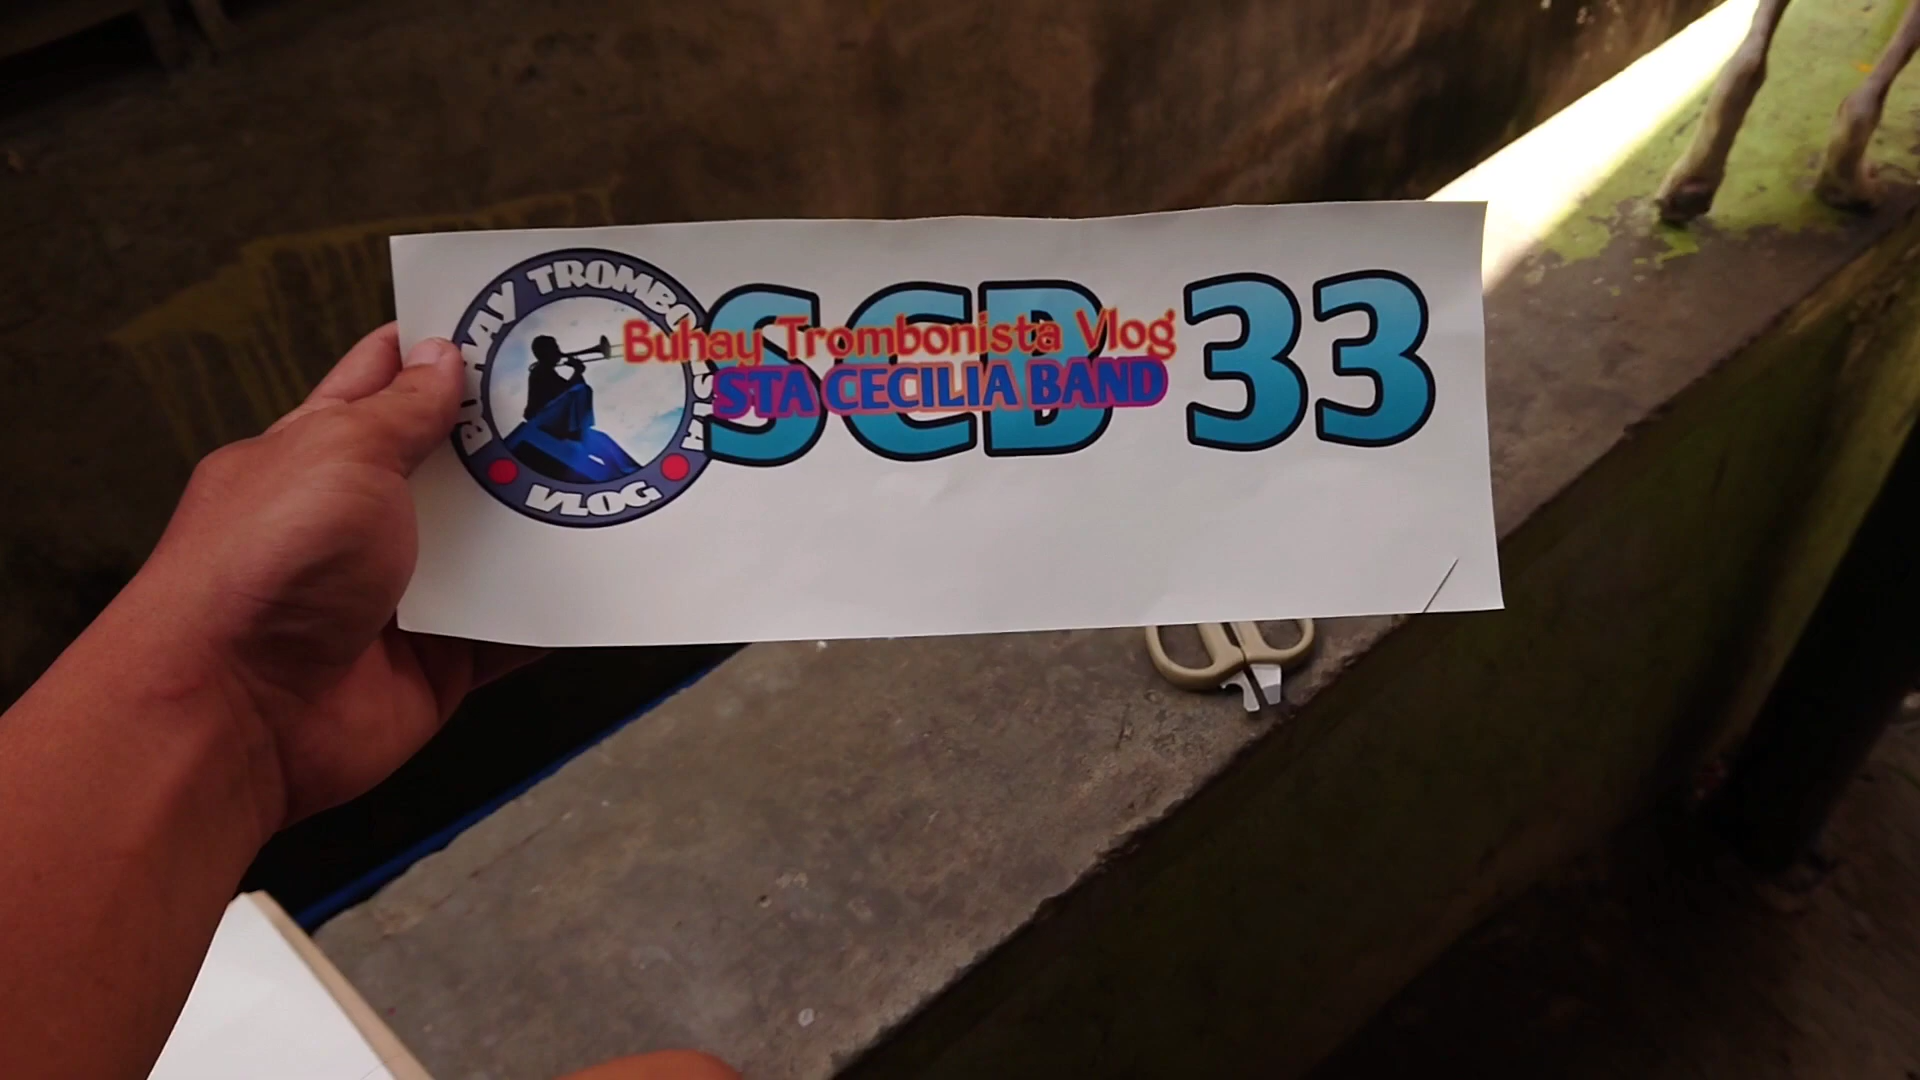 BUHAY TROMBONISTA
VLOG
SCB 33
Buhay Trombonista Vlog
STA CECILIA BAND